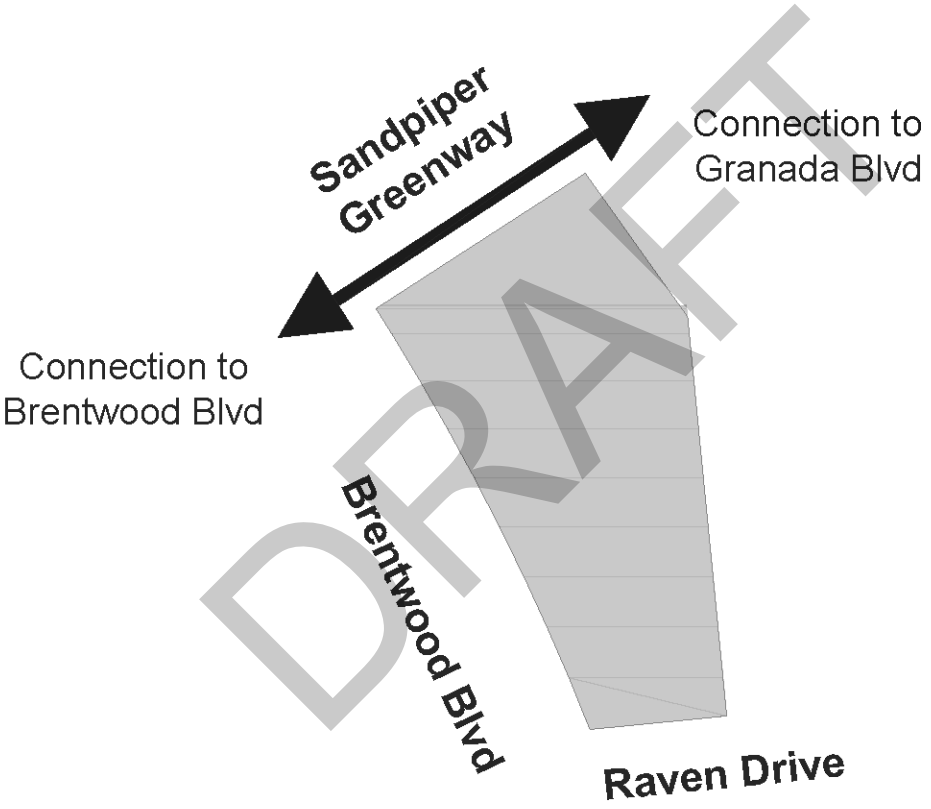 Sandpiper
Greenway
Connection to
Granada Blvd
Connection to
Brentwood Blvd
Brentwood Blvd
Raven Drive
DRAFT